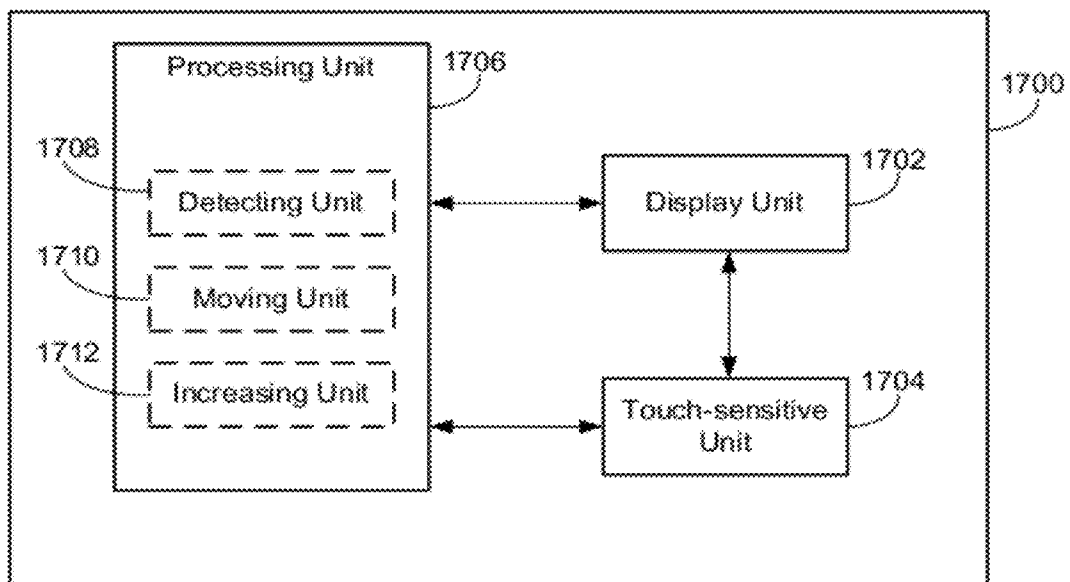 Processing Unit
1706
1700
1708
Detecting Unit
1702
Display Unit
1710
Moving Unit
1712
Increasing Unit
1704
Touch-sensitive
Unit